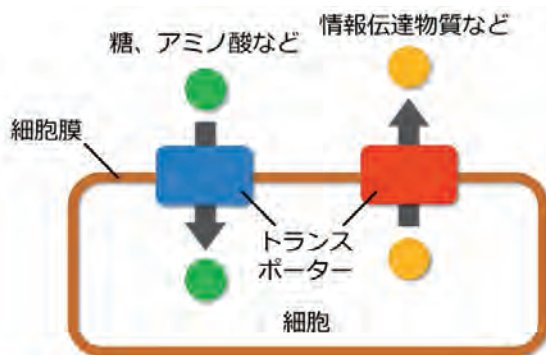 糖、アミノ酸など
情報伝達物質など
細胞膜
トランス
ポーター
細胞